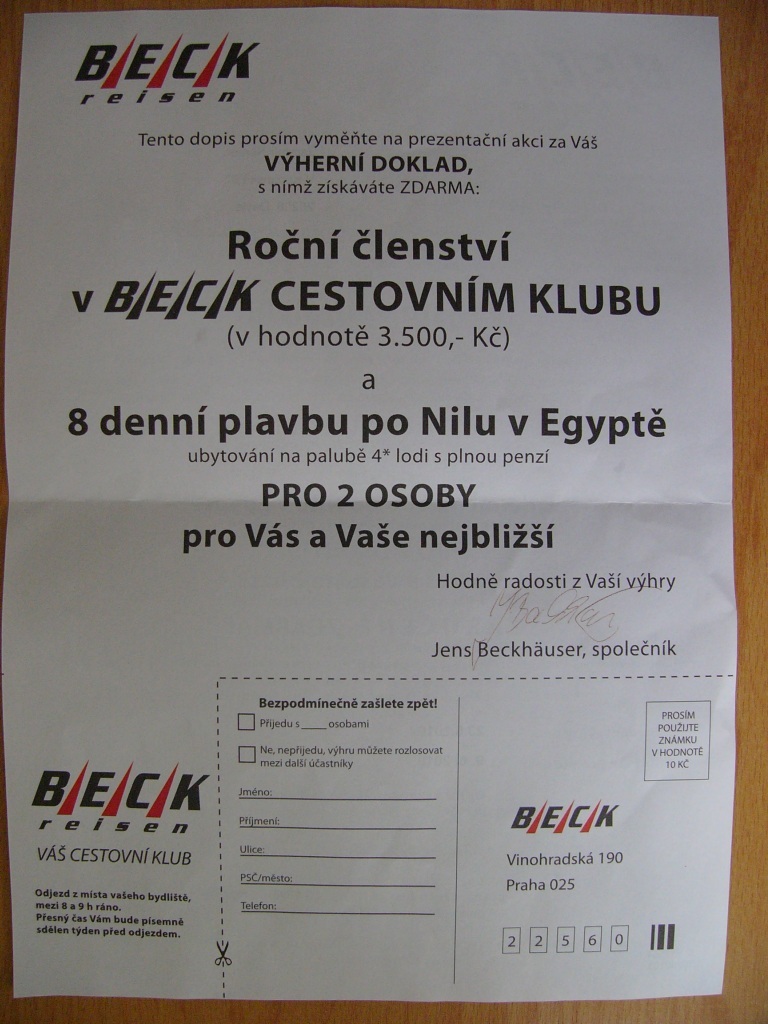 BECK
reisen
Tento dopis prosím vyměňte na prezentační akci za Váš
VÝHERNÍ DOKLAD,
s nímž získáváte ZDARMA:
Roční členství
v BECK CESTOVNÍM KLUBU
(v hodnotě 3.500,- Kč)
a
8 denní plavbu po Nilu v Egyptě
ubytování na palubě 4* lodi s plnou penzí
PRO 2 OSOBY
pro Vás a Vaše nejbližší
Hodně radosti z Vaší výhry
Jens Beckhäuser, společník
BECK
reisen
VÁŠ CESTOVNÍ KLUB
Odjezd z místa vašeho bydliště,
mezi 8 a 9 h ráno.
Přesný čas Vám bude písemně
sdělen týden před odjezdem.
Bezpodmínečně zašlete zpět!
Přijedu s ____ osobami
Ne, nepřijedu, výhru můžete rozlosovat
mezi další účastníky
Jméno:
Příjmení:
Ulice:
PSČ/město:
Telefon:
PROSÍM
POUŽIJTE
ZNÁMKU
V HODNOTĚ
10 KČ
BECK
Vinohradská 190
Praha 025
2 2 5 6 0